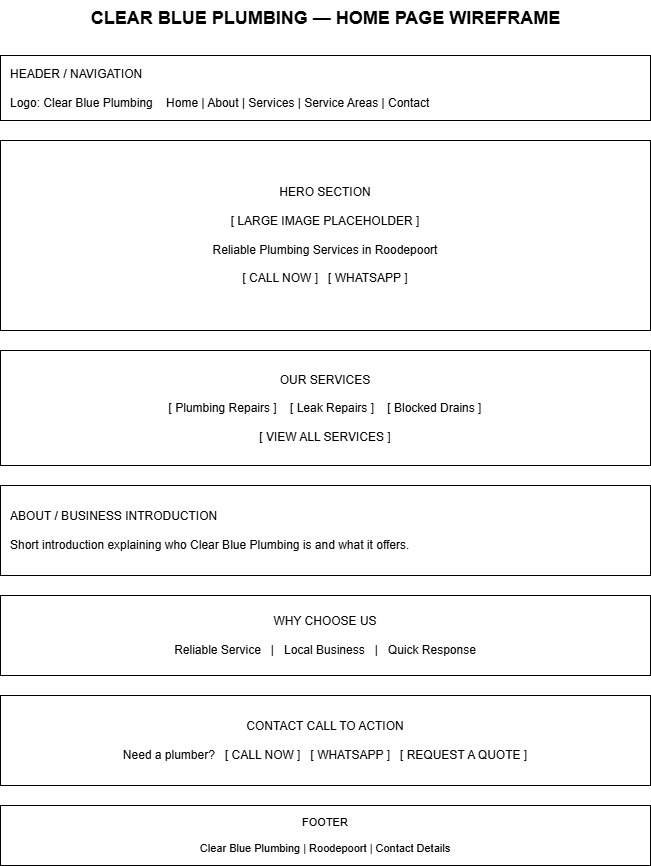 CLEAR BLUE PLUMBING — HOME PAGE WIREFRAME
HEADER / NAVIGATION
Logo: Clear Blue Plumbing Home | About | Services | Service Areas | Contact
HERO SECTION
[ LARGE IMAGE PLACEHOLDER ]
Reliable Plumbing Services in Roodepoort
[ CALL NOW ] [ WHATSAPP ]
OUR SERVICES
[ Plumbing Repairs ] [ Leak Repairs ] [ Blocked Drains ]
[ VIEW ALL SERVICES ]
ABOUT / BUSINESS INTRODUCTION
Short introduction explaining who Clear Blue Plumbing is and what it offers.
WHY CHOOSE US
Reliable Service | Local Business | Quick Response
CONTACT CALL TO ACTION
Need a plumber? [ CALL NOW ] [ WHATSAPP ] [ REQUEST A QUOTE ]
FOOTER
Clear Blue Plumbing | Roodepoort | Contact Details